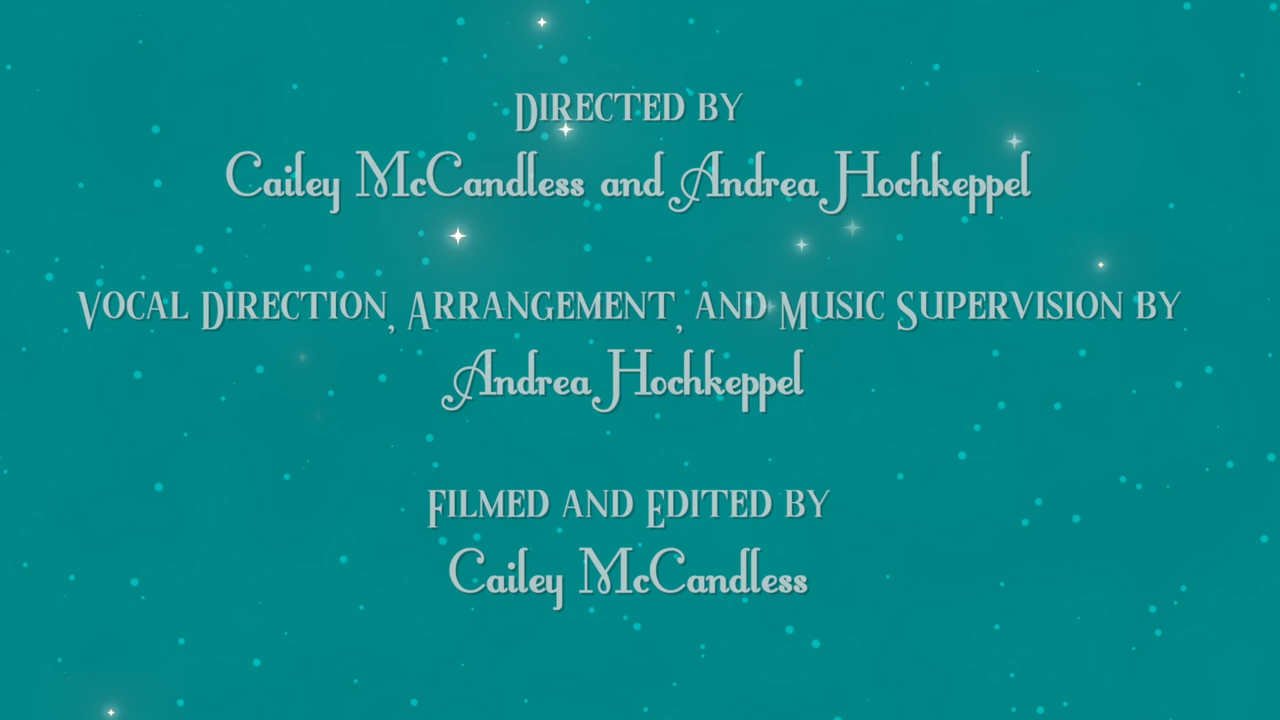 Directed by
Cailey McCandless and Andrea Hochkeppel
Vocal Direction, Arrangement, and Music Supervision by
Andrea Hochkeppel
Filmed and Edited by
Cailey McCandless